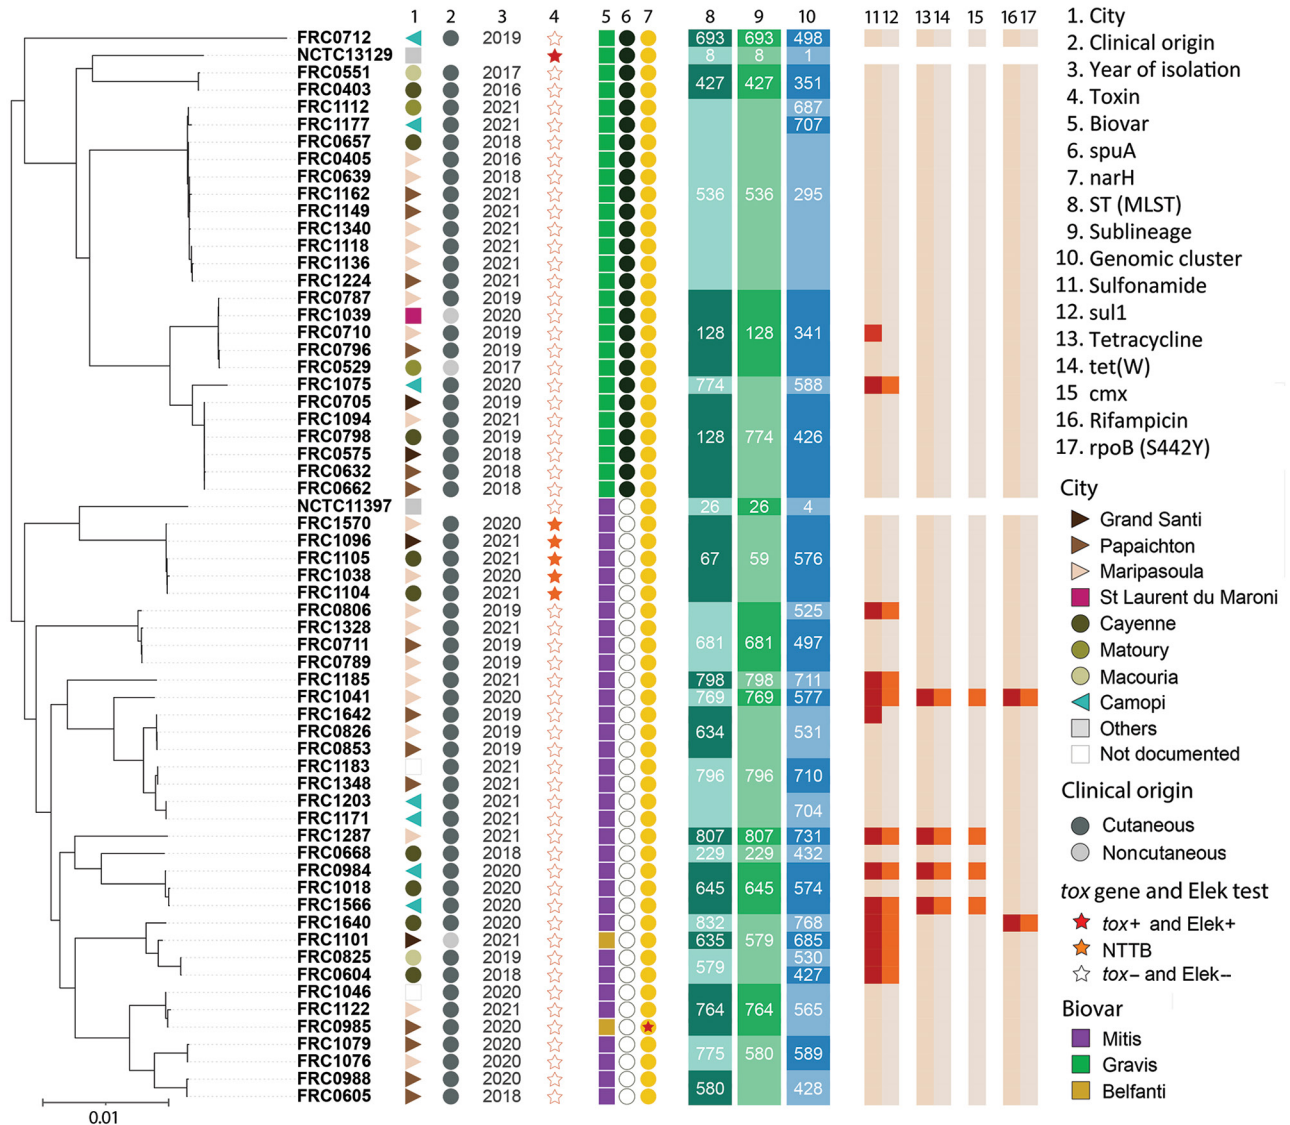 1 2 3 4 5 6 7 8 9 10 11 12 13 14 15 16 17
FRC0712 2019 693 693 498
NCTC13129 8 8 1
FRC0551 2017
FRC0403 2016 427 427 351
FRC1112 2021 687
FRC1177 2021 707
FRC0657 2018
FRC0405 2016
FRC0639 2018
FRC1162 2021 536 536 295
FRC1149 2021
FRC1340 2021
FRC1118 2021
FRC1136 2021
FRC1224 2021
FRC0787 2019
FRC1039 2020
FRC0710 2019 128 128 341
FRC0796 2019
FRC0529 2017
FRC1075 2020 774 588
FRC0705 2019
FRC1094 2021
FRC0798 2019 128 774 426
FRC0575 2018
FRC0632 2018
FRC0662 2018
NCTC11397 26 26 4
FRC1570 2020
FRC1096 2021
FRC1105 2021 67 59 576
FRC1038 2020
FRC1104 2021
FRC0806 2019 525
FRC1328 2021
FRC0711 2019 681 681 497
FRC0789 2019
FRC1185 2021 798 798 711
FRC1041 2020 769 769 577
FRC1642 2019
FRC0826 2019 634 531
FRC0853 2019
FRC1183 2021 796 796 710
FRC1348 2021
FRC1203 2021 704
FRC1171 2021
FRC1287 2021 807 807 731
FRC0668 2018 229 229 432
FRC0984 2020
FRC1018 2020 645 645 574
FRC1566 2020
FRC1640 2020 832 768
FRC1101 2021 635 579 685
FRC0825 2019 579 530
FRC0604 2018 427
FRC1046 2020
FRC1122 2021 764 764 565
FRC0985 2020
FRC1079 2020 775 580 589
FRC1076 2020
FRC0988 2020 580 428
FRC0605 2018
0.01
1. City
2. Clinical origin
3. Year of isolation
4. Toxin
5. Biovar
6. spuA
7. narH
8. ST (MLST)
9. Sublineage
10. Genomic cluster
11. Sulfonamide
12. sul1
13. Tetracycline
14. tet(W)
15 cmx
16. Rifampicin
17. rpoB (S442Y)
City
Grand Santi
Papaichton
Maripasoula
St Laurent du Maroni
Cayenne
Matoury
Macouria
Camopi
Others
Not documented
Clinical origin
Cutaneous
Noncutaneous
tox gene and Elek test
tox+ and Elek+
NTTB
tox– and Elek–
Biovar
Mitis
Gravis
Belfanti